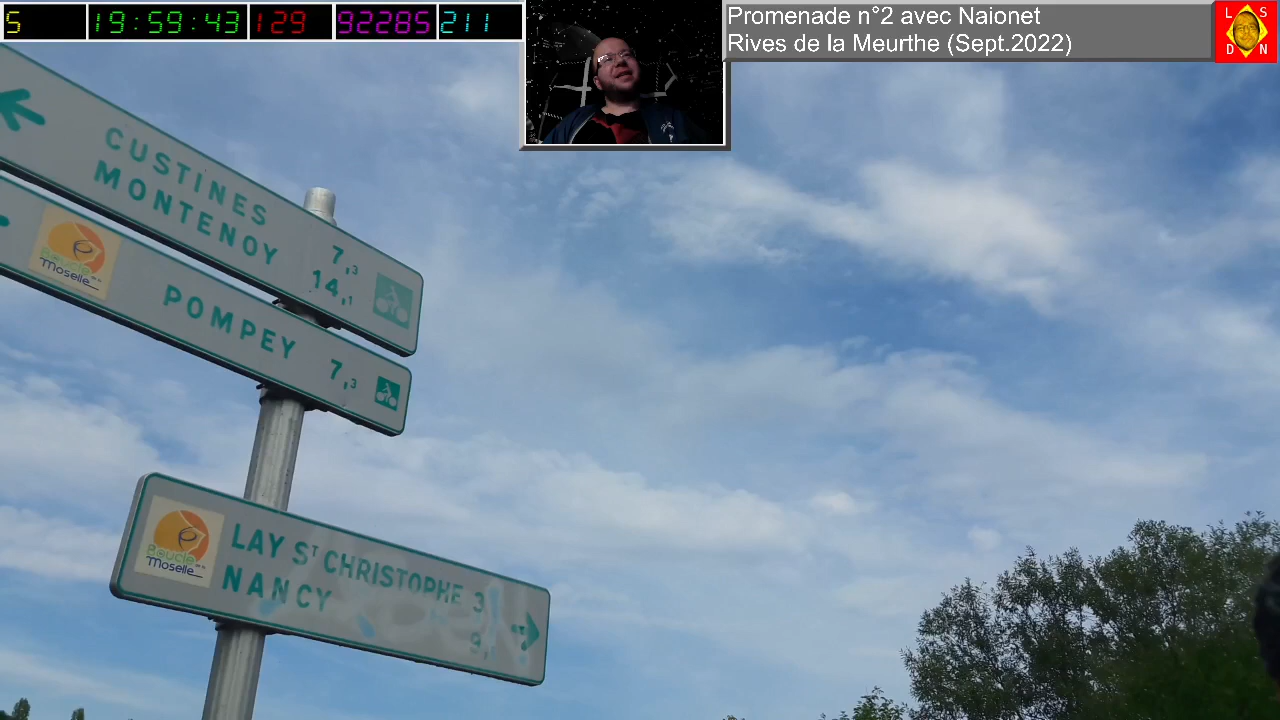 S
19:59:43
129
92285
211
Promenade n°2 avec Naionet
Rives de la Meurthe (Sept.2022)
L S
D N
CUSTINES 7,3
MONTENOY 14,1
Boucle
Moselle
POMPEY 7,3
Boucle
Moselle
LAY ST CHRISTOPHE 3
NANCY 9,